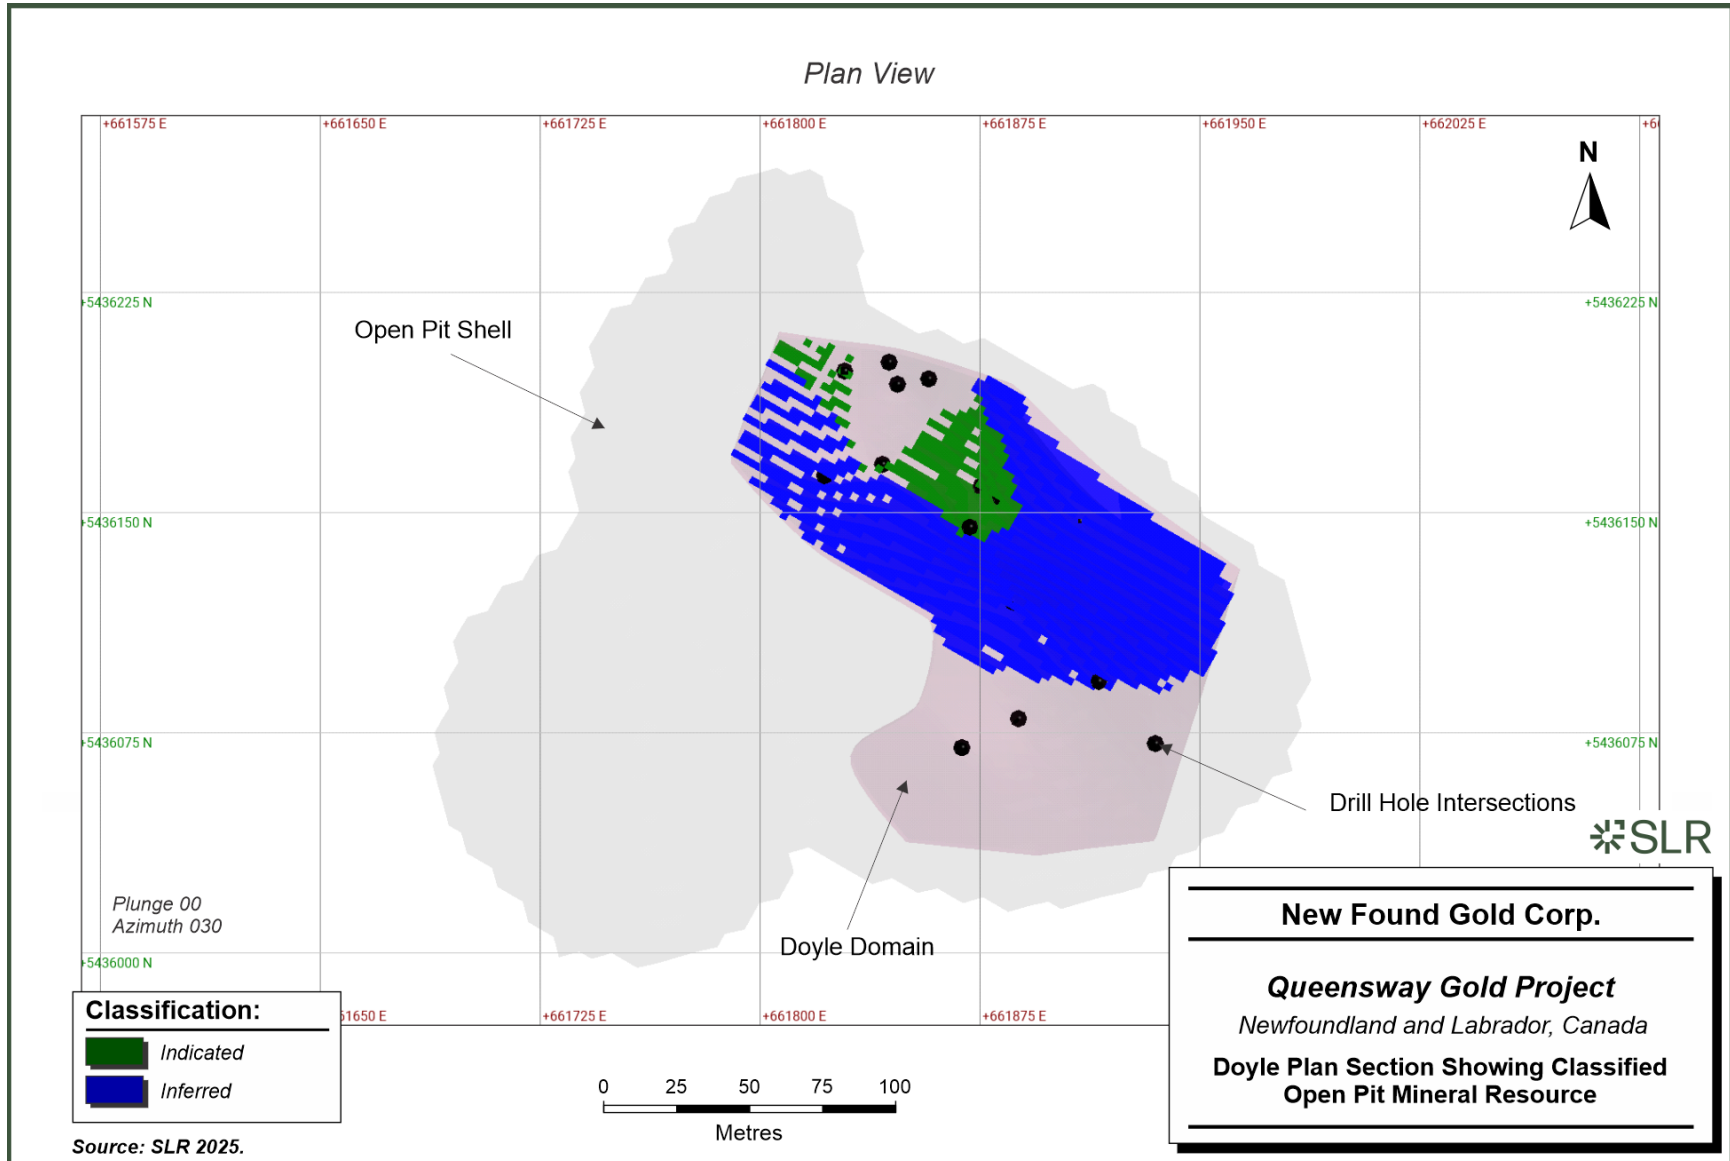 Plan View
+661575 E
+661650 E
+661725 E
+661800 E
+661875 E
+661950 E
+662025 E
+66
N
+5436225 N
+5436225 N
Open Pit Shell
+5436150 N
+5436150 N
+5436075 N
+5436075 N
Drill Hole Intersections
SLR
Plunge 00
Azimuth 030
Doyle Domain
+5436000 N
61650 E
+661725 E
+661800 E
+661875 E
Classification:
Indicated
Inferred
0 25 50 75 100
Metres
New Found Gold Corp.
Queensway Gold Project
Newfoundland and Labrador, Canada
Doyle Plan Section Showing Classified
Open Pit Mineral Resource
Source: SLR 2025.